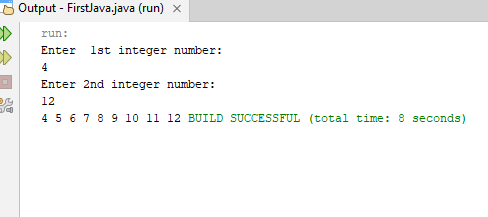 Output - FirstJava.java (run) ×
run:
Enter  1st integer number:
4
Enter 2nd integer number:
12
4 5 6 7 8 9 10 11 12 BUILD SUCCESSFUL (total time: 8 seconds)